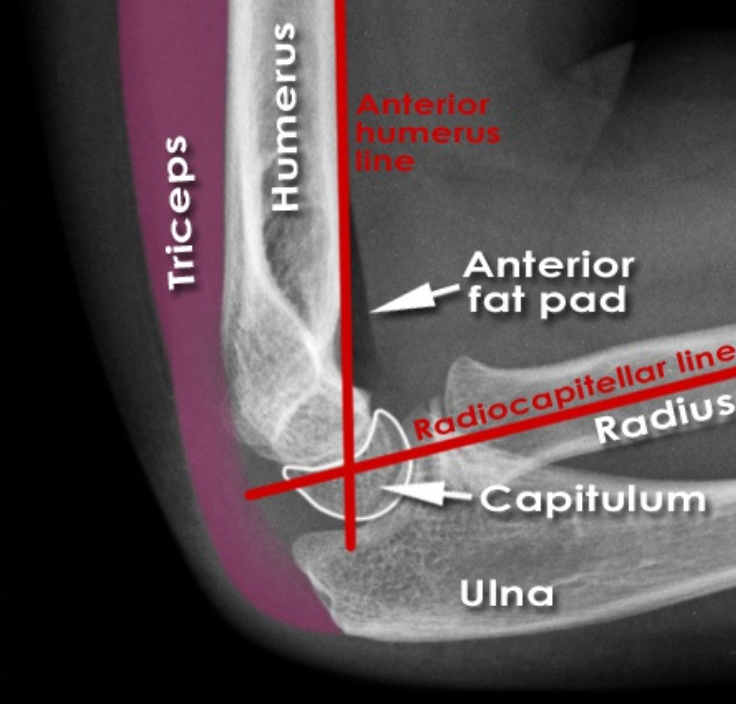 Humerus
Anterior
humerus
line
Triceps
Anterior
fat pad
Radiocapitellar line
Radius
Capitulum
Ulna